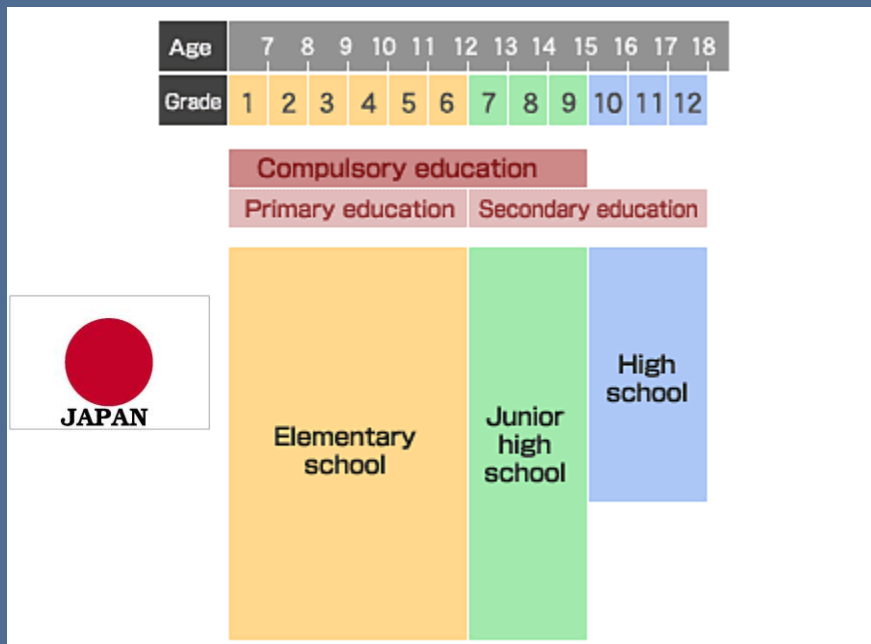 Age 7 8 9 10 11 12 13 14 15 16 17 18
Grade 1 2 3 4 5 6 7 8 9 10 11 12
Compulsory education
Primary education Secondary education
High
school
JAPAN
Elementary
school
Junior
high
school